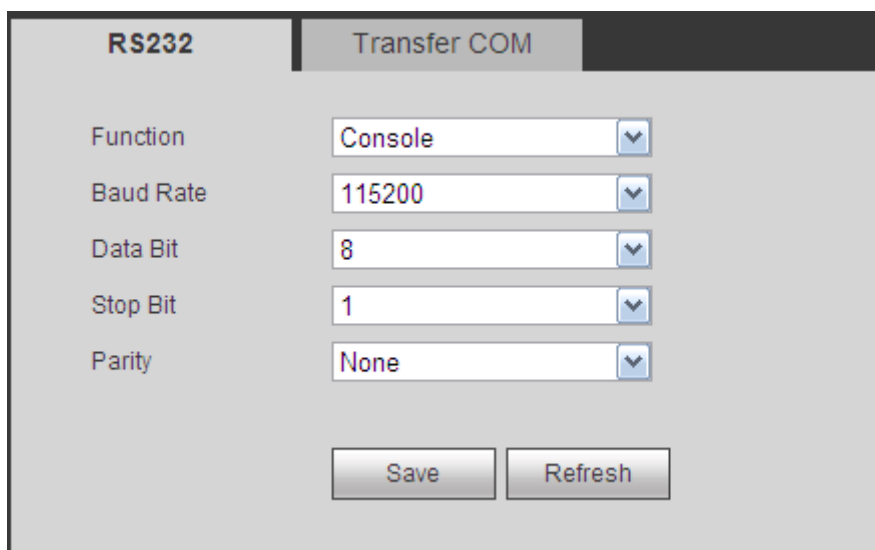 RS232 Transfer COM
Function Console
Baud Rate 115200
Data Bit 8
Stop Bit 1
Parity None
Save Refresh